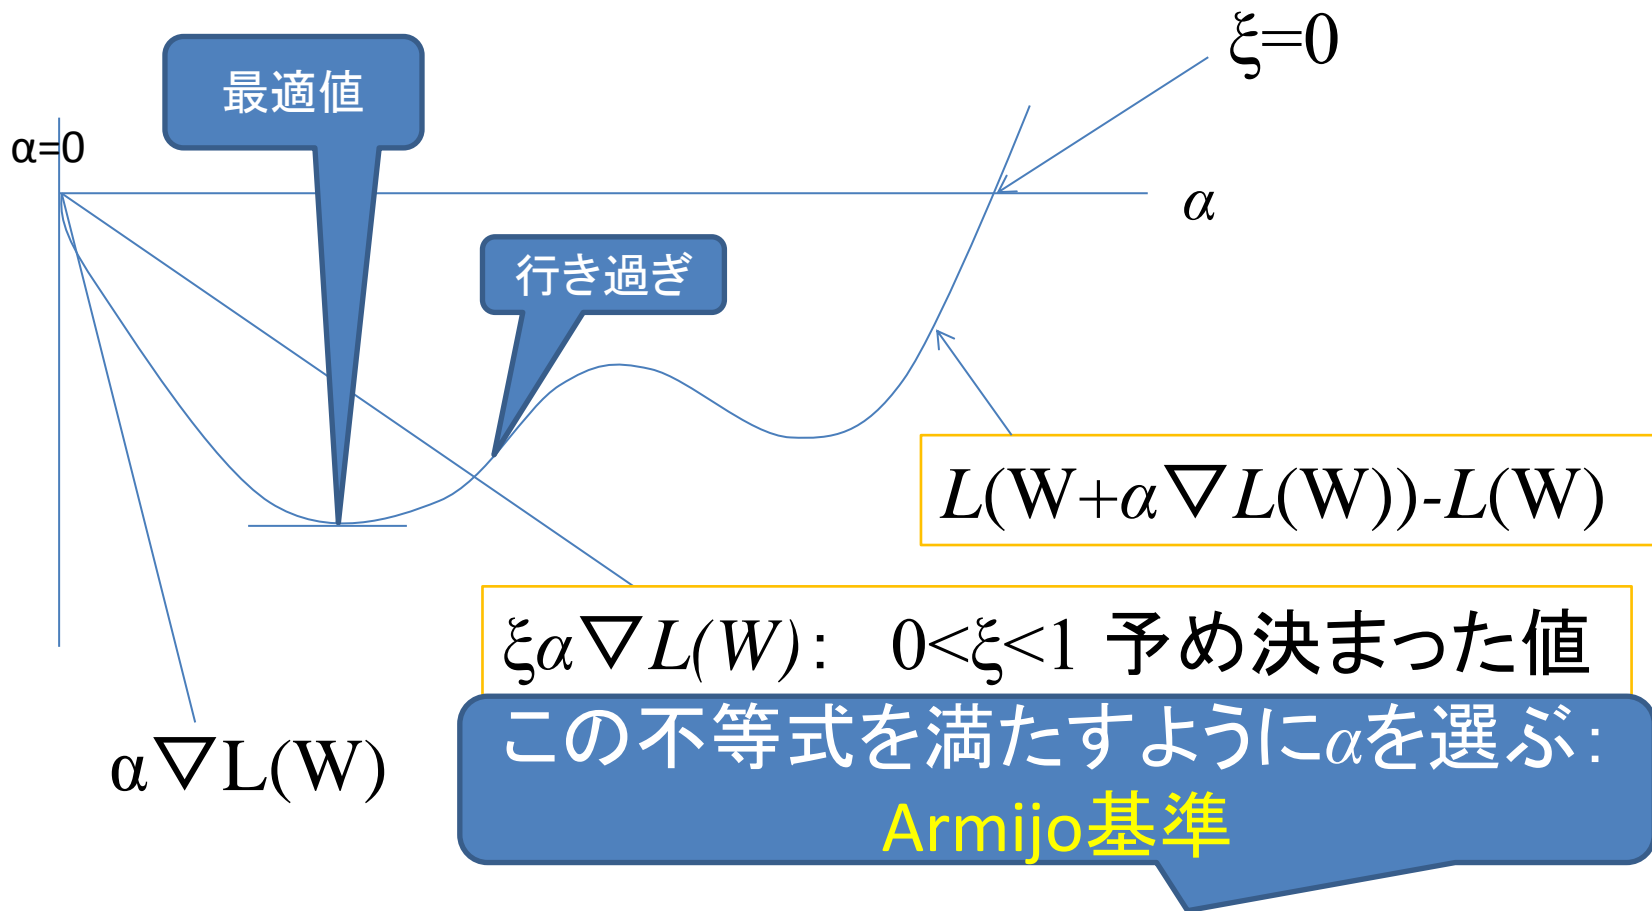 ξ=0
最適値
α=0
α
行き過ぎ
L(W+α∇L(W))-L(W)
ξα∇L(W)： 0<ξ<1 予め決まった値
α∇L(W)
この不等式を満たすようにαを選ぶ：
Armijo基準